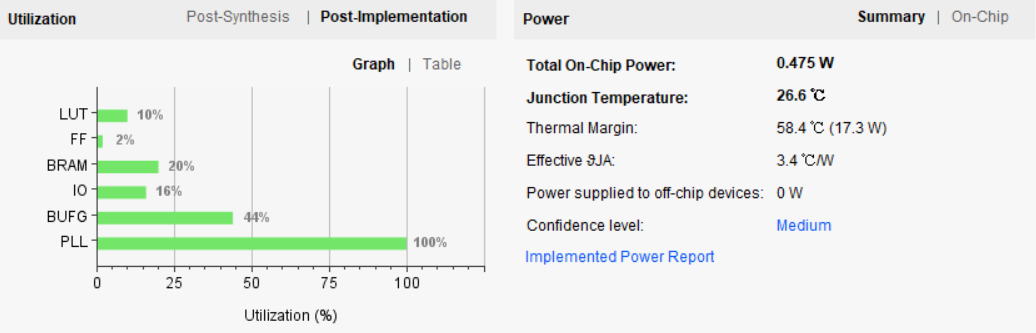 Utilization
Post-Synthesis | Post-Implementation
Graph | Table
LUT 10%
FF 2%
BRAM 20%
IO 16%
BUFG 44%
PLL 100%
0 25 50 75 100
Utilization (%)
Power
Summary | On-Chip
Total On-Chip Power: 0.475 W
Junction Temperature: 26.6 ℃
Thermal Margin: 58.4 ℃ (17.3 W)
Effective ϑJA: 3.4 ℃/W
Power supplied to off-chip devices: 0 W
Confidence level: Medium
Implemented Power Report